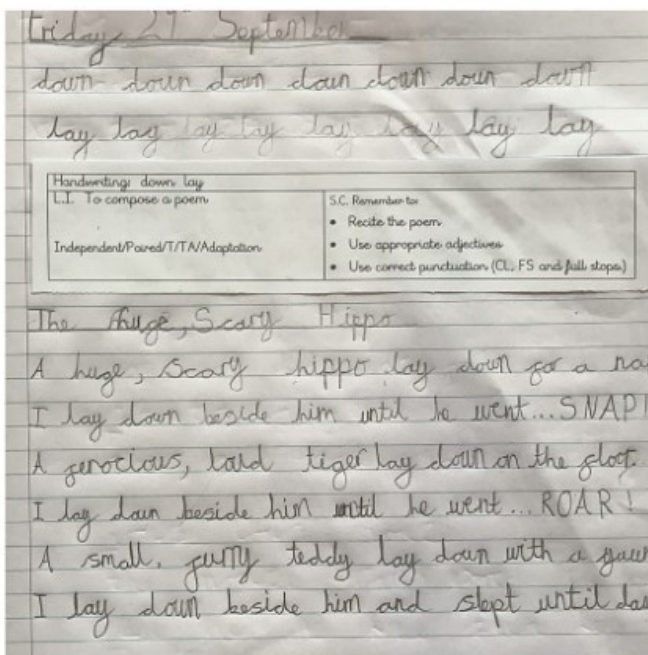 Friday 29th September
down down down down down down down
lay lay lay lay lay lay lay lay
Handwriting: down lay
L.I. To compose a poem
Independent/Paired/T/TA/Adaptation
S.C. Remember to:
• Recite the poem
• Use appropriate adjectives
• Use correct punctuation (CL, FS and full stops)
The Huge, Scary Hippo
A huge, scary hippo lay down for a
I lay down beside him until he went... SNAP!
A ferocious, loud tiger lay down on the floor.
I lay down beside him until he went... ROAR!
A small, furry teddy lay down with a
I lay down beside him and slept until